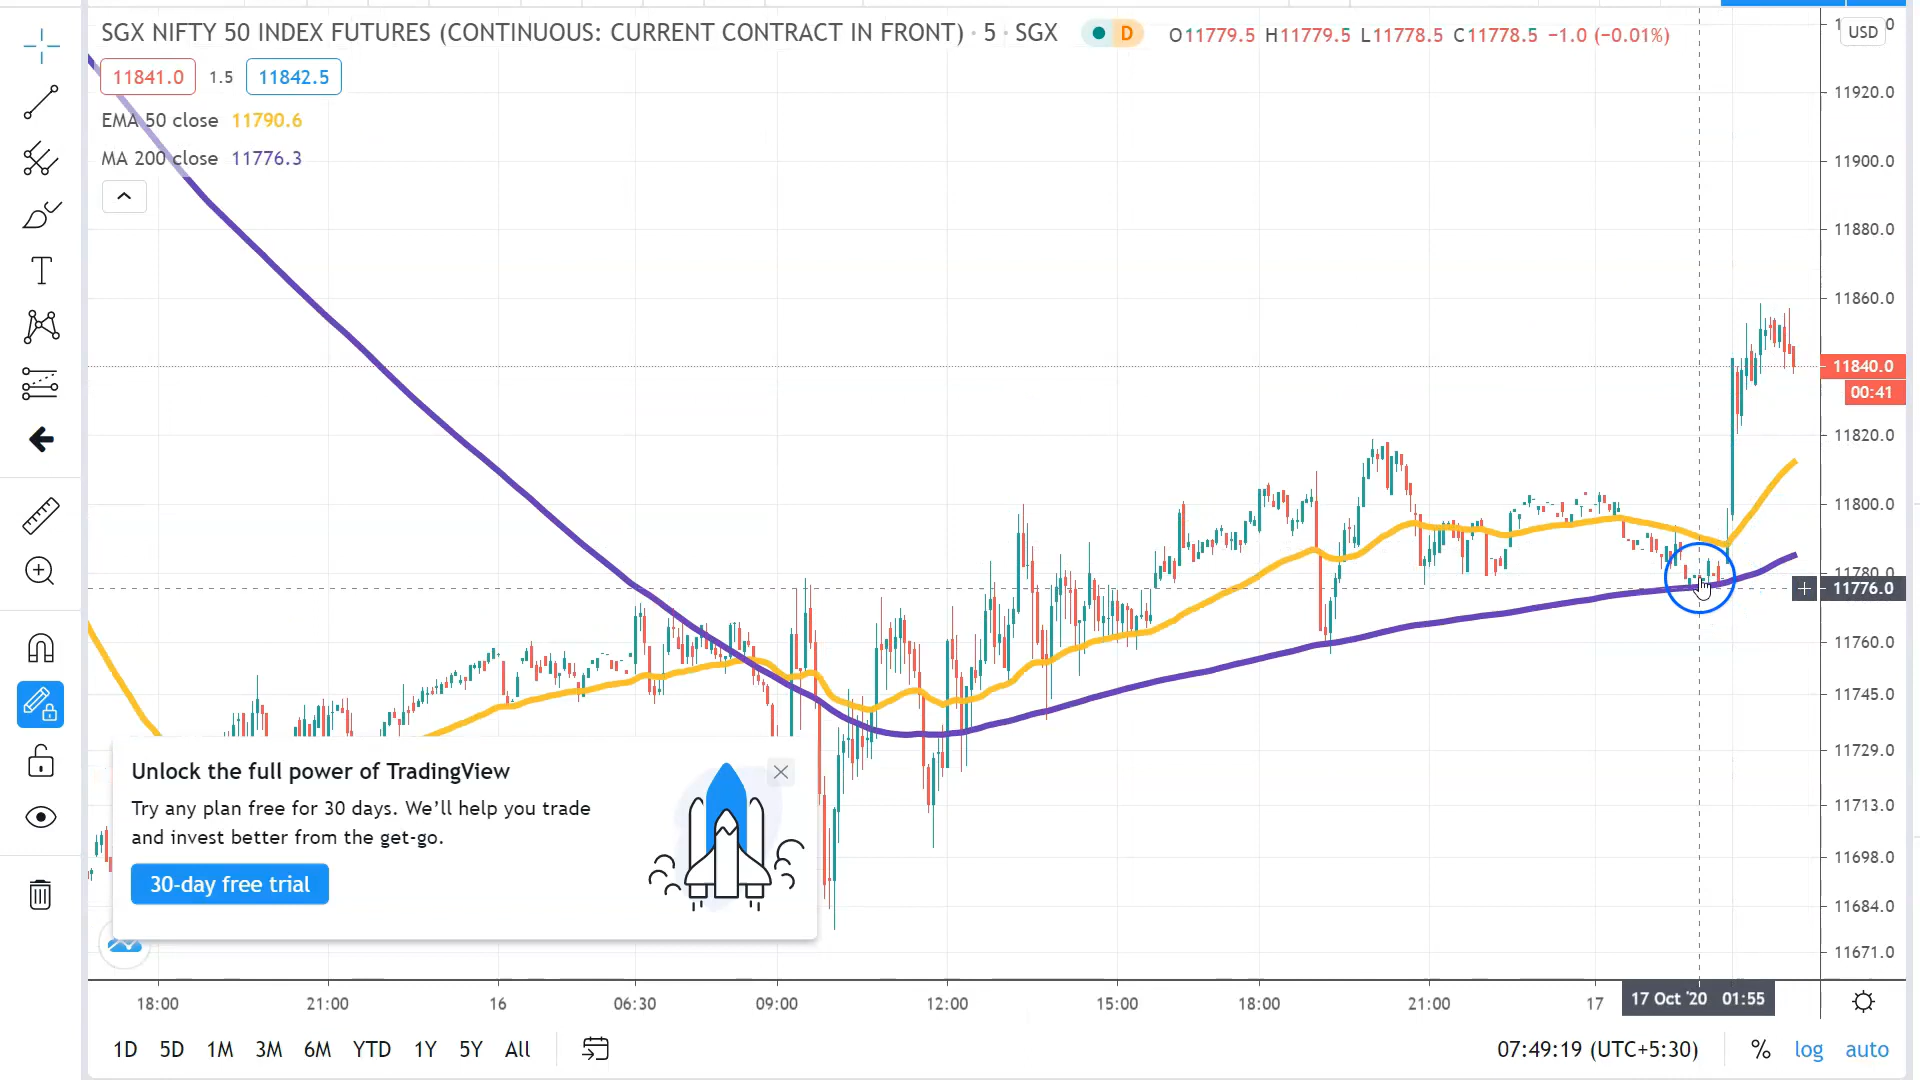 SGX NIFTY 50 INDEX FUTURES (CONTINUOUS: CURRENT CONTRACT IN FRONT) · 5 · SGX D O11779.5 H11779.5 L11778.5 C11778.5 −1.0 (−0.01%)
USD
11841.0 1.5 11842.5
EMA 50 close 11790.6
MA 200 close 11776.3
11920.0
11900.0
11880.0
11860.0
11840.0
00:41
11820.0
11800.0
11780.0
11776.0
11760.0
11745.0
11729.0
11713.0
11698.0
11684.0
11671.0
Unlock the full power of TradingView
Try any plan free for 30 days. We'll help you trade
and invest better from the get-go.
30-day free trial
18:00 21:00 16 06:30 09:00 12:00 15:00 18:00 21:00 17 17 Oct '20 01:55
1D 5D 1M 3M 6M YTD 1Y 5Y All 07:49:19 (UTC+5:30) % log auto